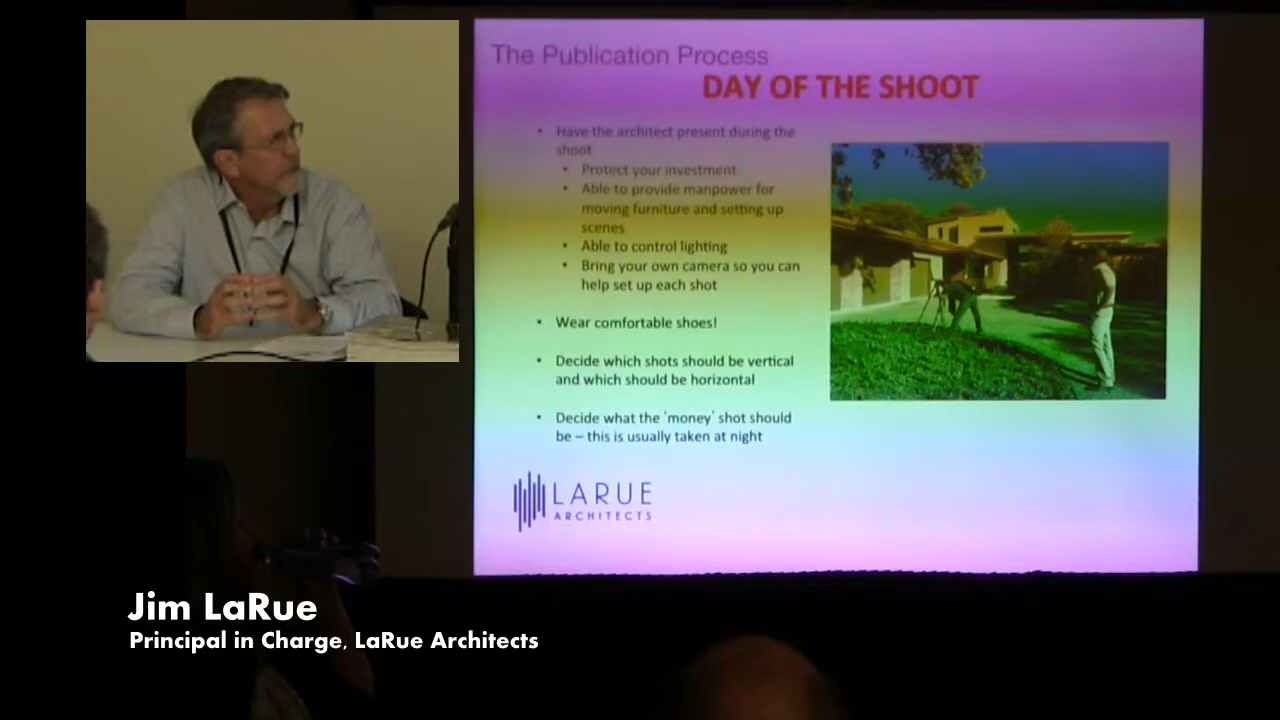 The Publication Process
DAY OF THE SHOOT
• Have the architect present during the
shoot
• Protect your investment
• Able to provide manpower for
moving furniture and setting up
scenes
• Able to control lighting
• Bring your own camera so you can
help set up each shot
• Wear comfortable shoes!
• Decide which shots should be vertical
and which should be horizontal
• Decide what the 'money' shot should
be – this is usually taken at night
LARUE
ARCHITECTS
Jim LaRue
Principal in Charge, LaRue Architects